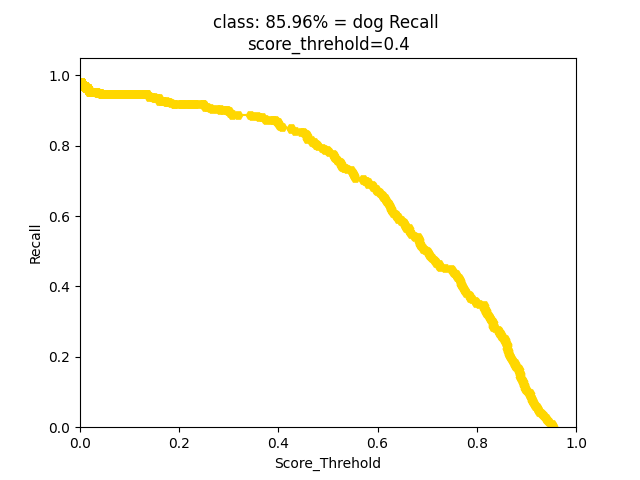 class: 85.96% = dog Recall
score_threhold=0.4
1.0
0.8
0.6
0.4
0.2
0.0
Recall
0.0 0.2 0.4 0.6 0.8 1.0
Score_Threhold